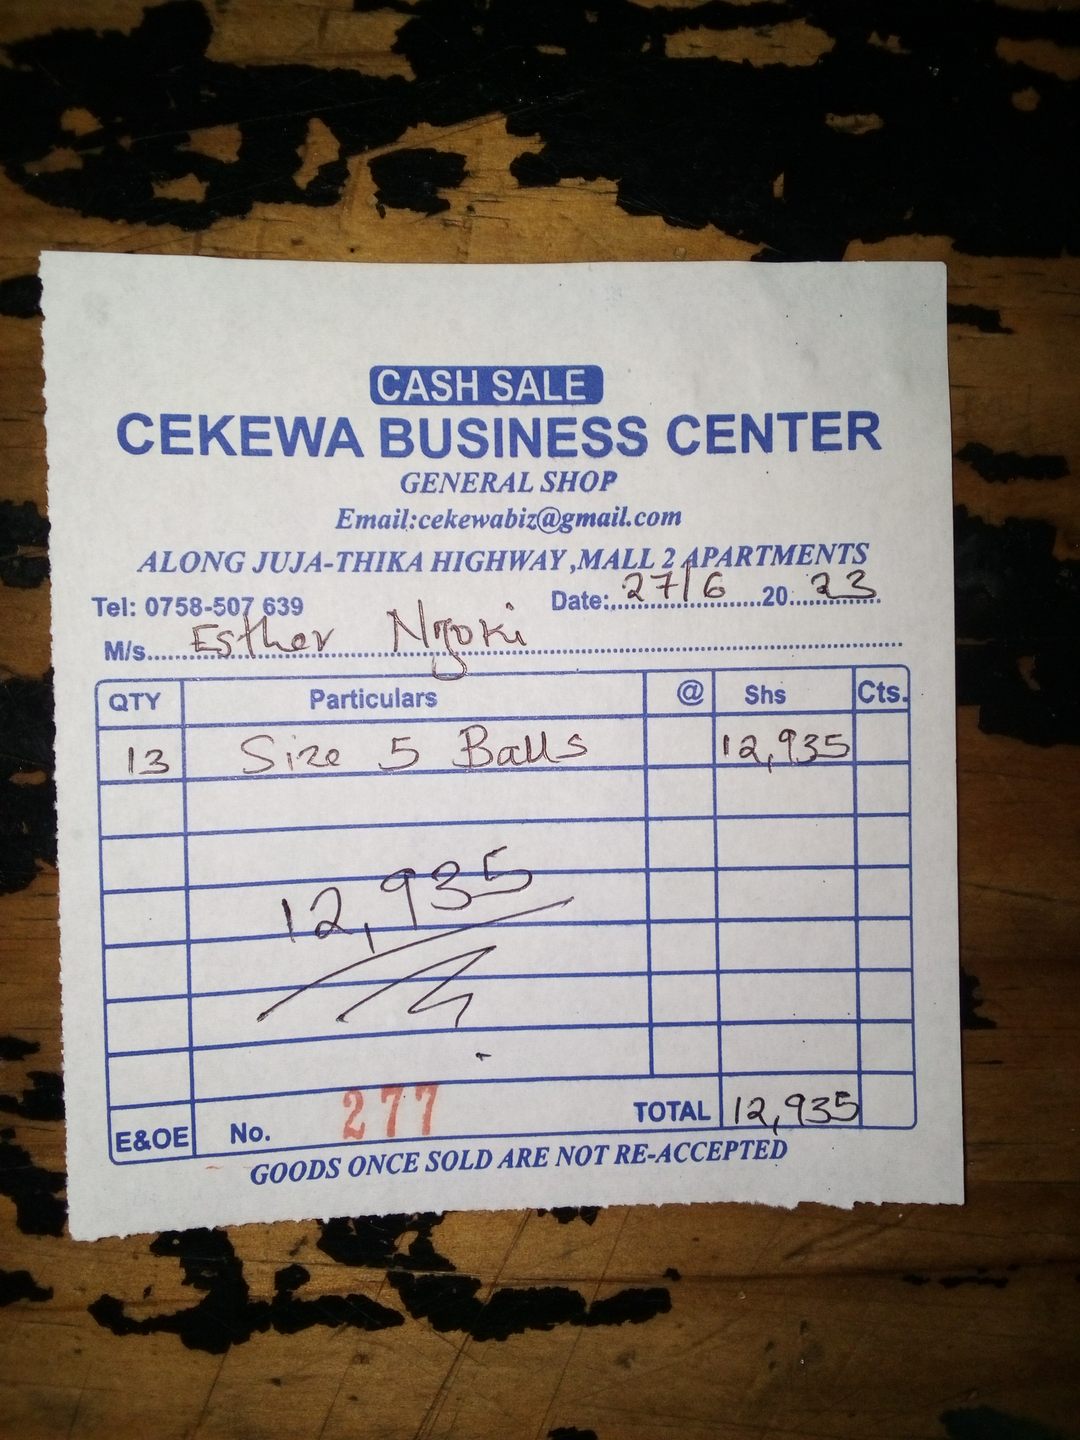 CASH SALE
CEKEWA BUSINESS CENTER
GENERAL SHOP
Email:cekewabiz@gmail.com
ALONG JUJA-THIKA HIGHWAY ,MALL 2 APARTMENTS
Tel: 0758-507 639 Date:.27/6.20.23
M/s. Esther Njoki
QTY Particulars @ Shs Cts.
13 Size 5 Balls 12,935
12,935
E&OE No. 277 TOTAL 12,935
GOODS ONCE SOLD ARE NOT RE-ACCEPTED